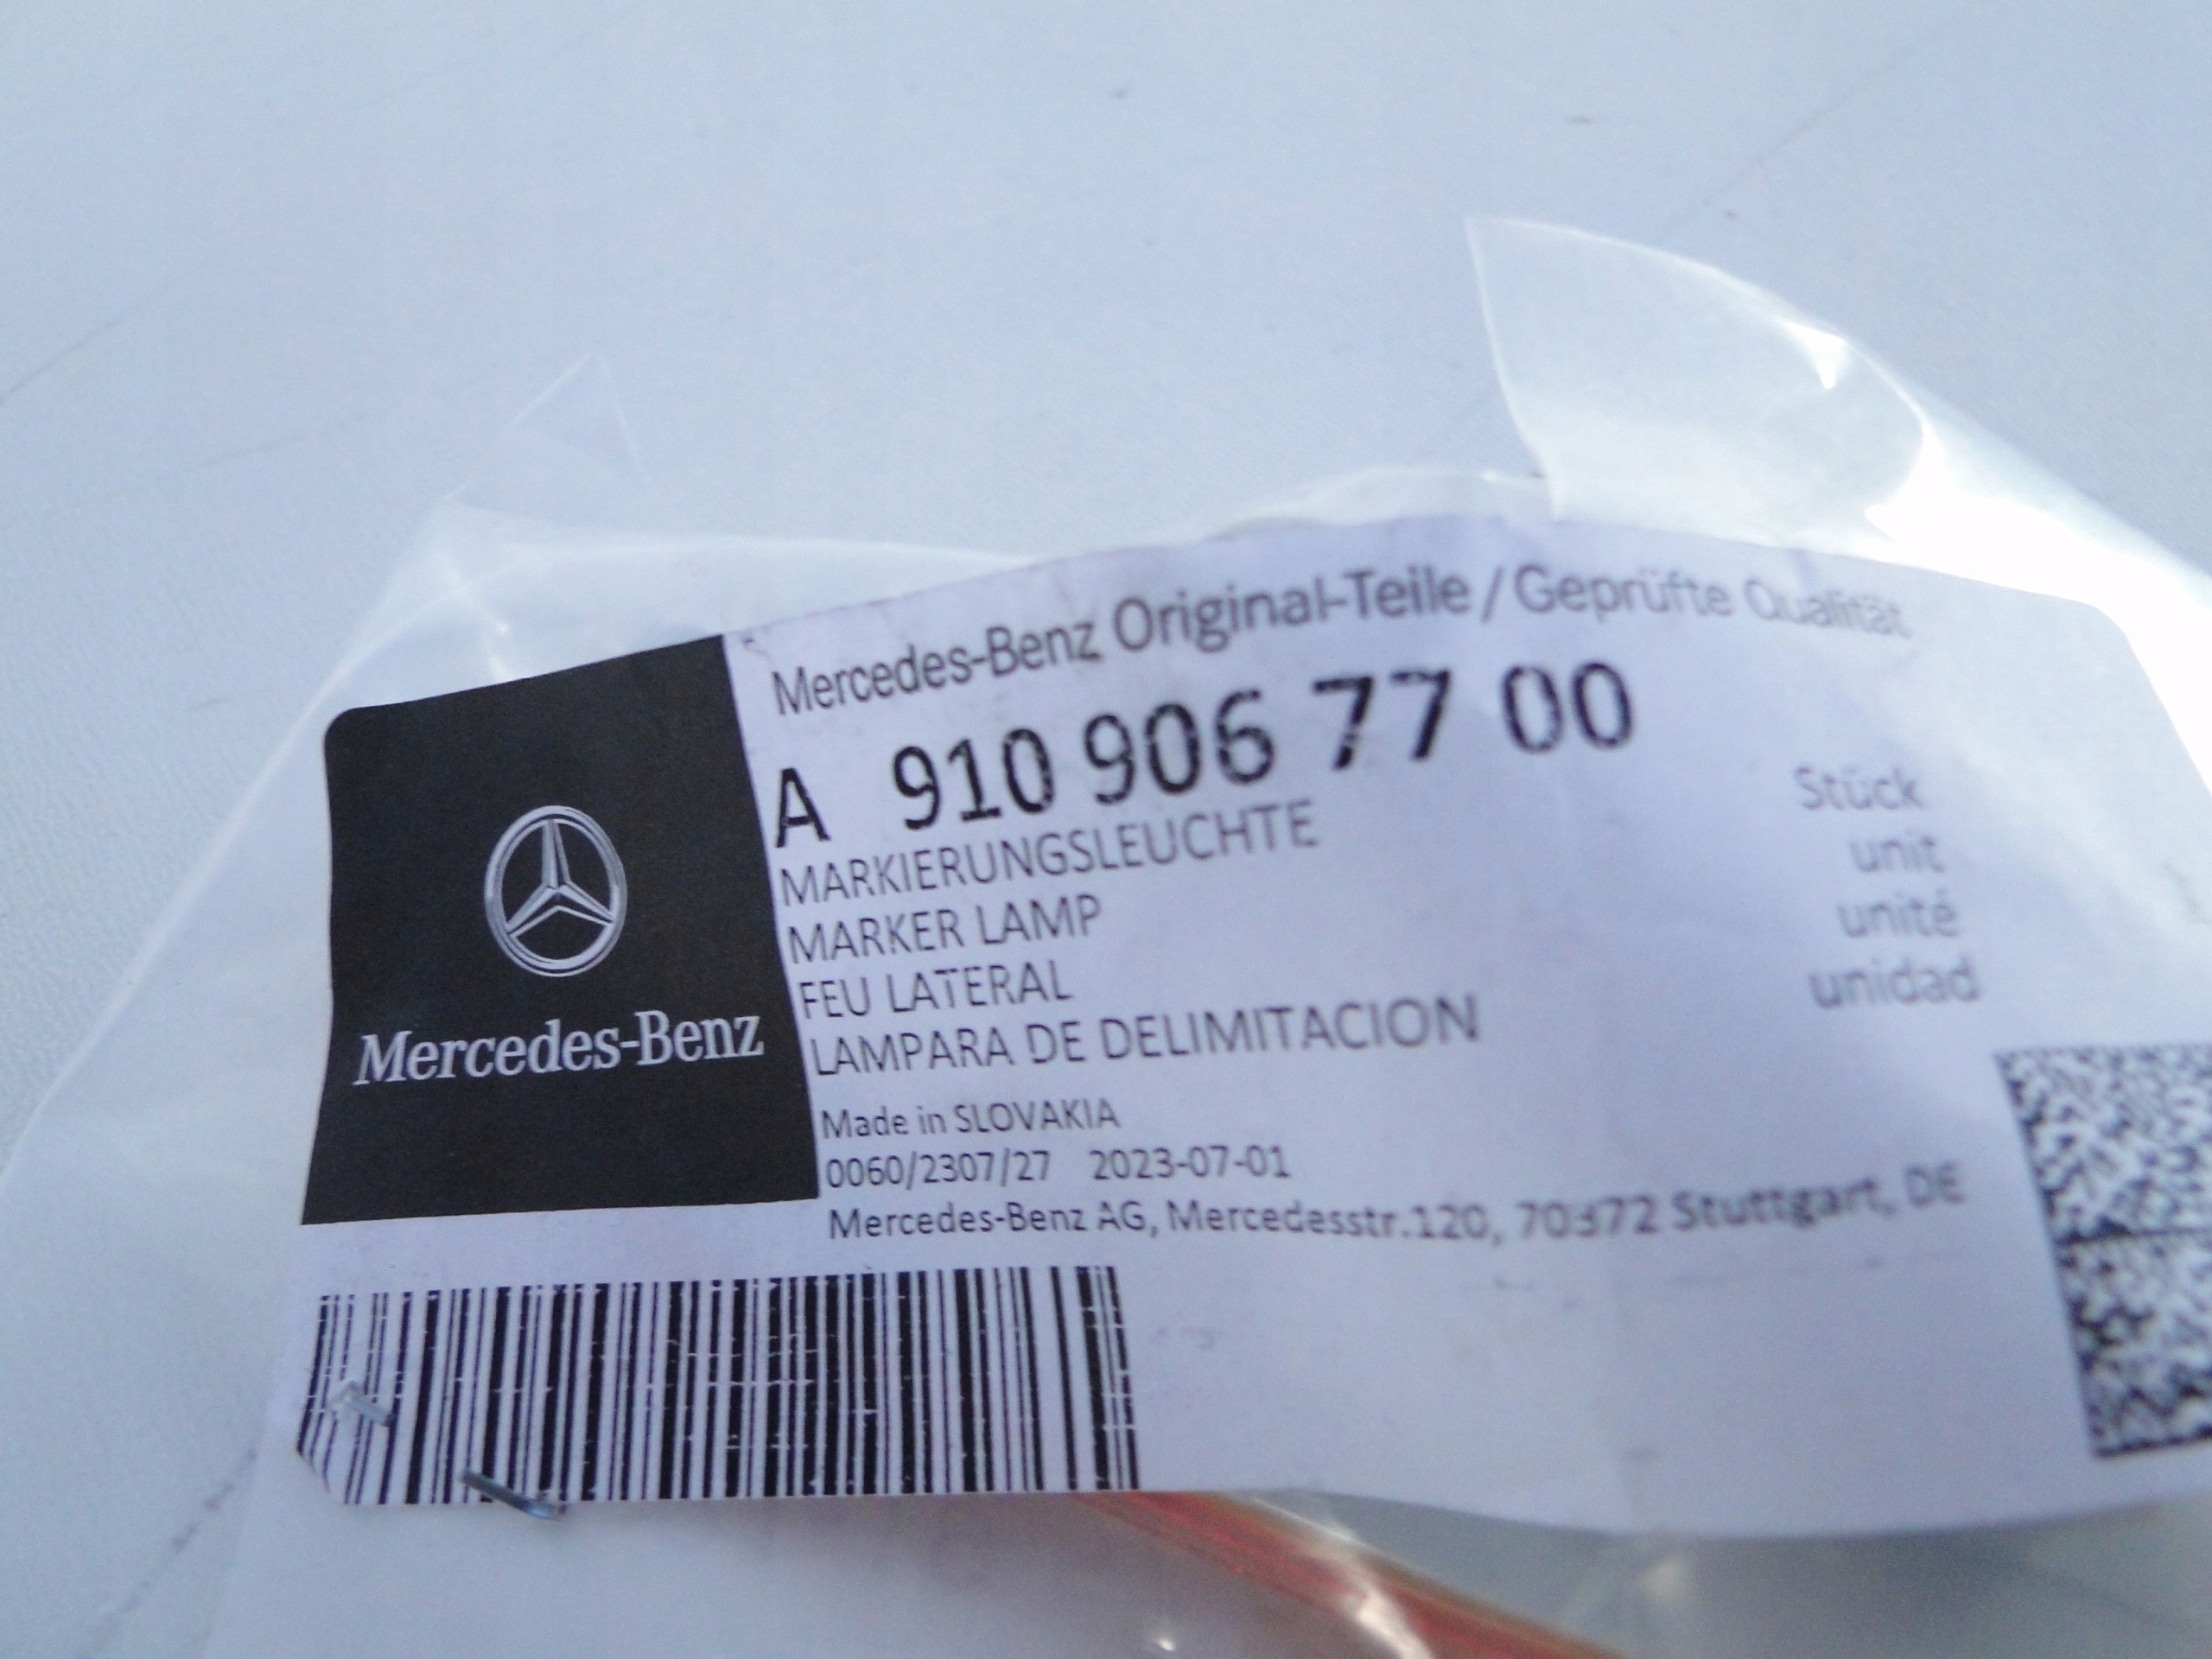 Mercedes-Benz Original-Teile / Geprüfte Qualität
A 910 906 77 00
MARKIERUNGSLEUCHTE
MARKER LAMP
FEU LATERAL
LAMPARA DE DELIMITACION
Stück
unit
unité
unidad
Mercedes-Benz
Made in SLOVAKIA
0060/2307/27 2023-07-01
Mercedes-Benz AG, Mercedesstr.120, 70372 Stuttgart, DE